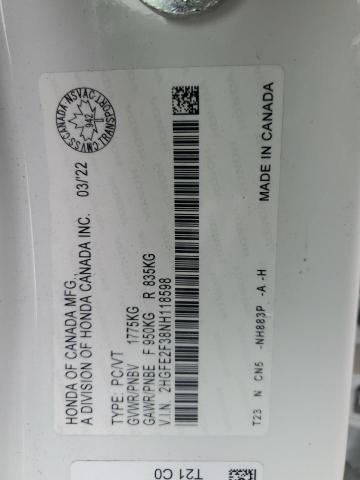 HONDA OF CANADA MFG.,
A DIVISION OF HONDA CANADA INC. 03/'22
TYPE: PC/VT
GVWR/PNBV 1775KG
GAWR/PNBE F 950KG R 835KG
V.I.N. 2HGFE2F38NH118598
CANADA NSVAC TRANSPORT CMVSS
942
T23 N CN5 -NH883P -A -H
MADE IN CANADA
T21 C0